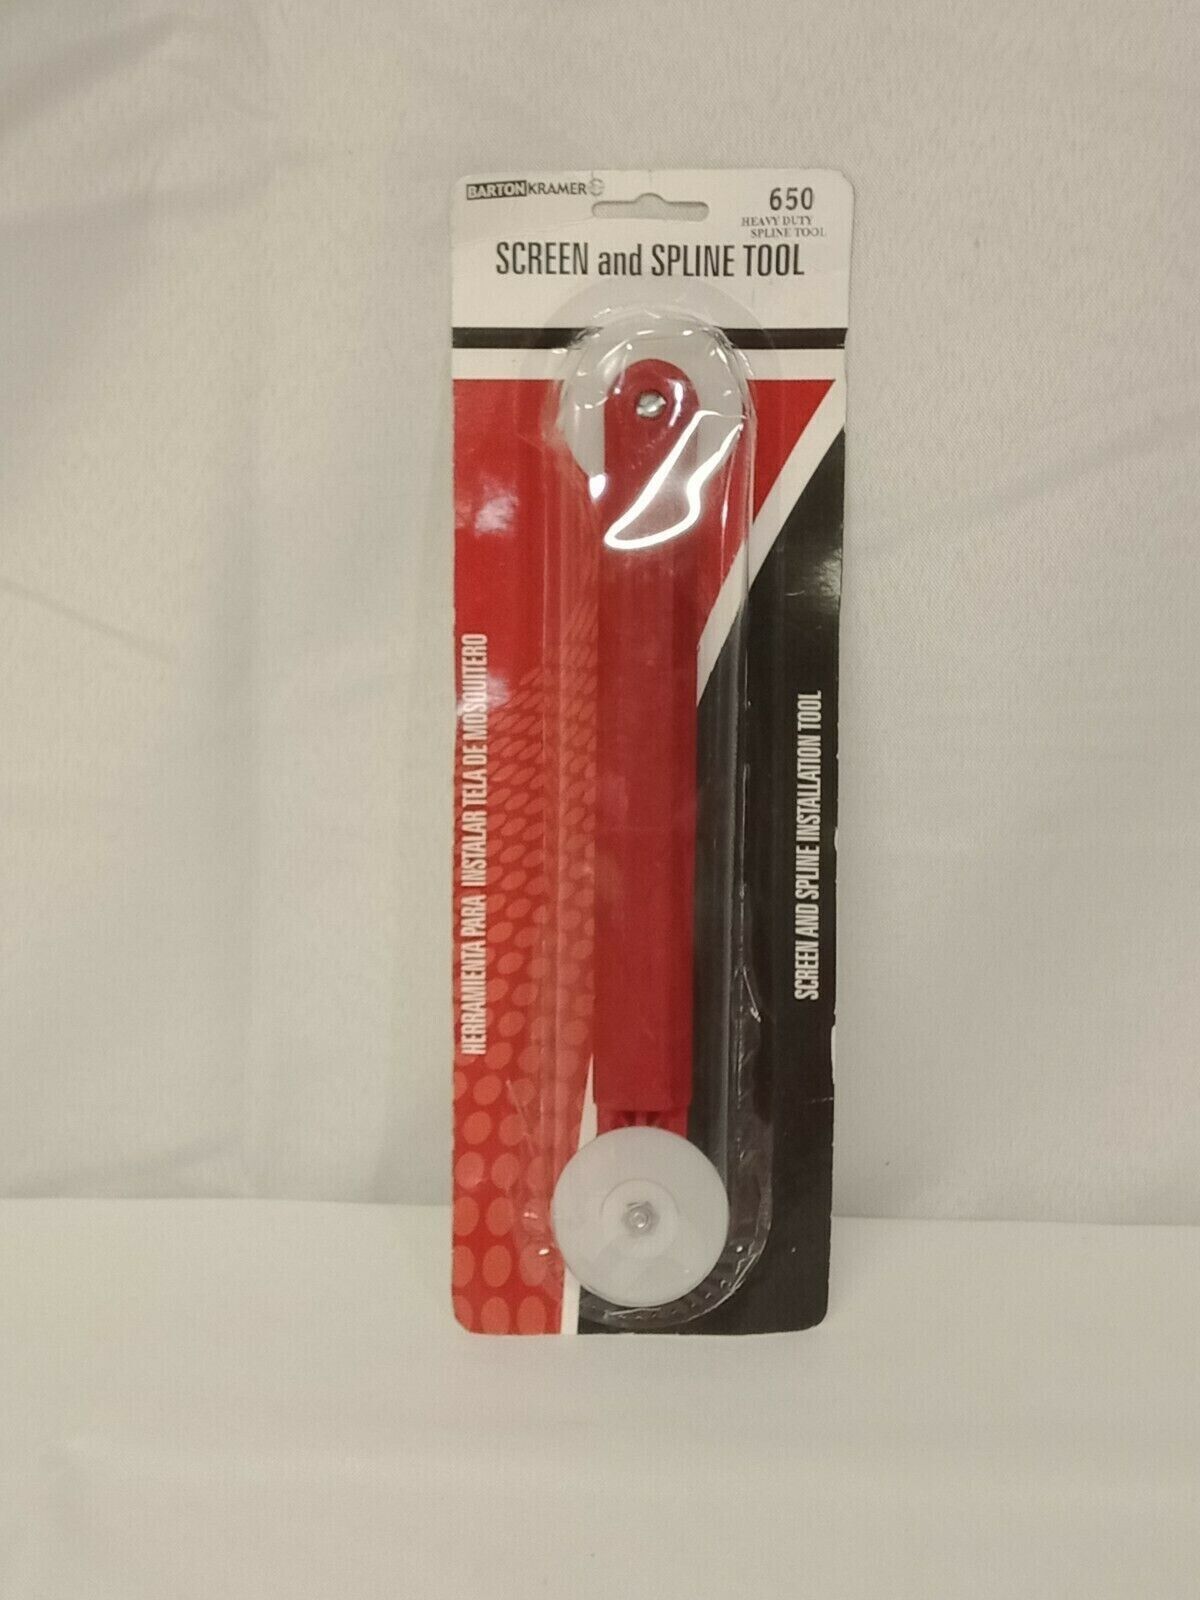 BARTON KRAMER
650
HEAVY DUTY
SPLINE TOOL
SCREEN and SPLINE TOOL
HERRAMIENTA PARA INSTALAR TELA DE MOSQUITERO
SCREEN AND SPLINE INSTALLATION TOOL